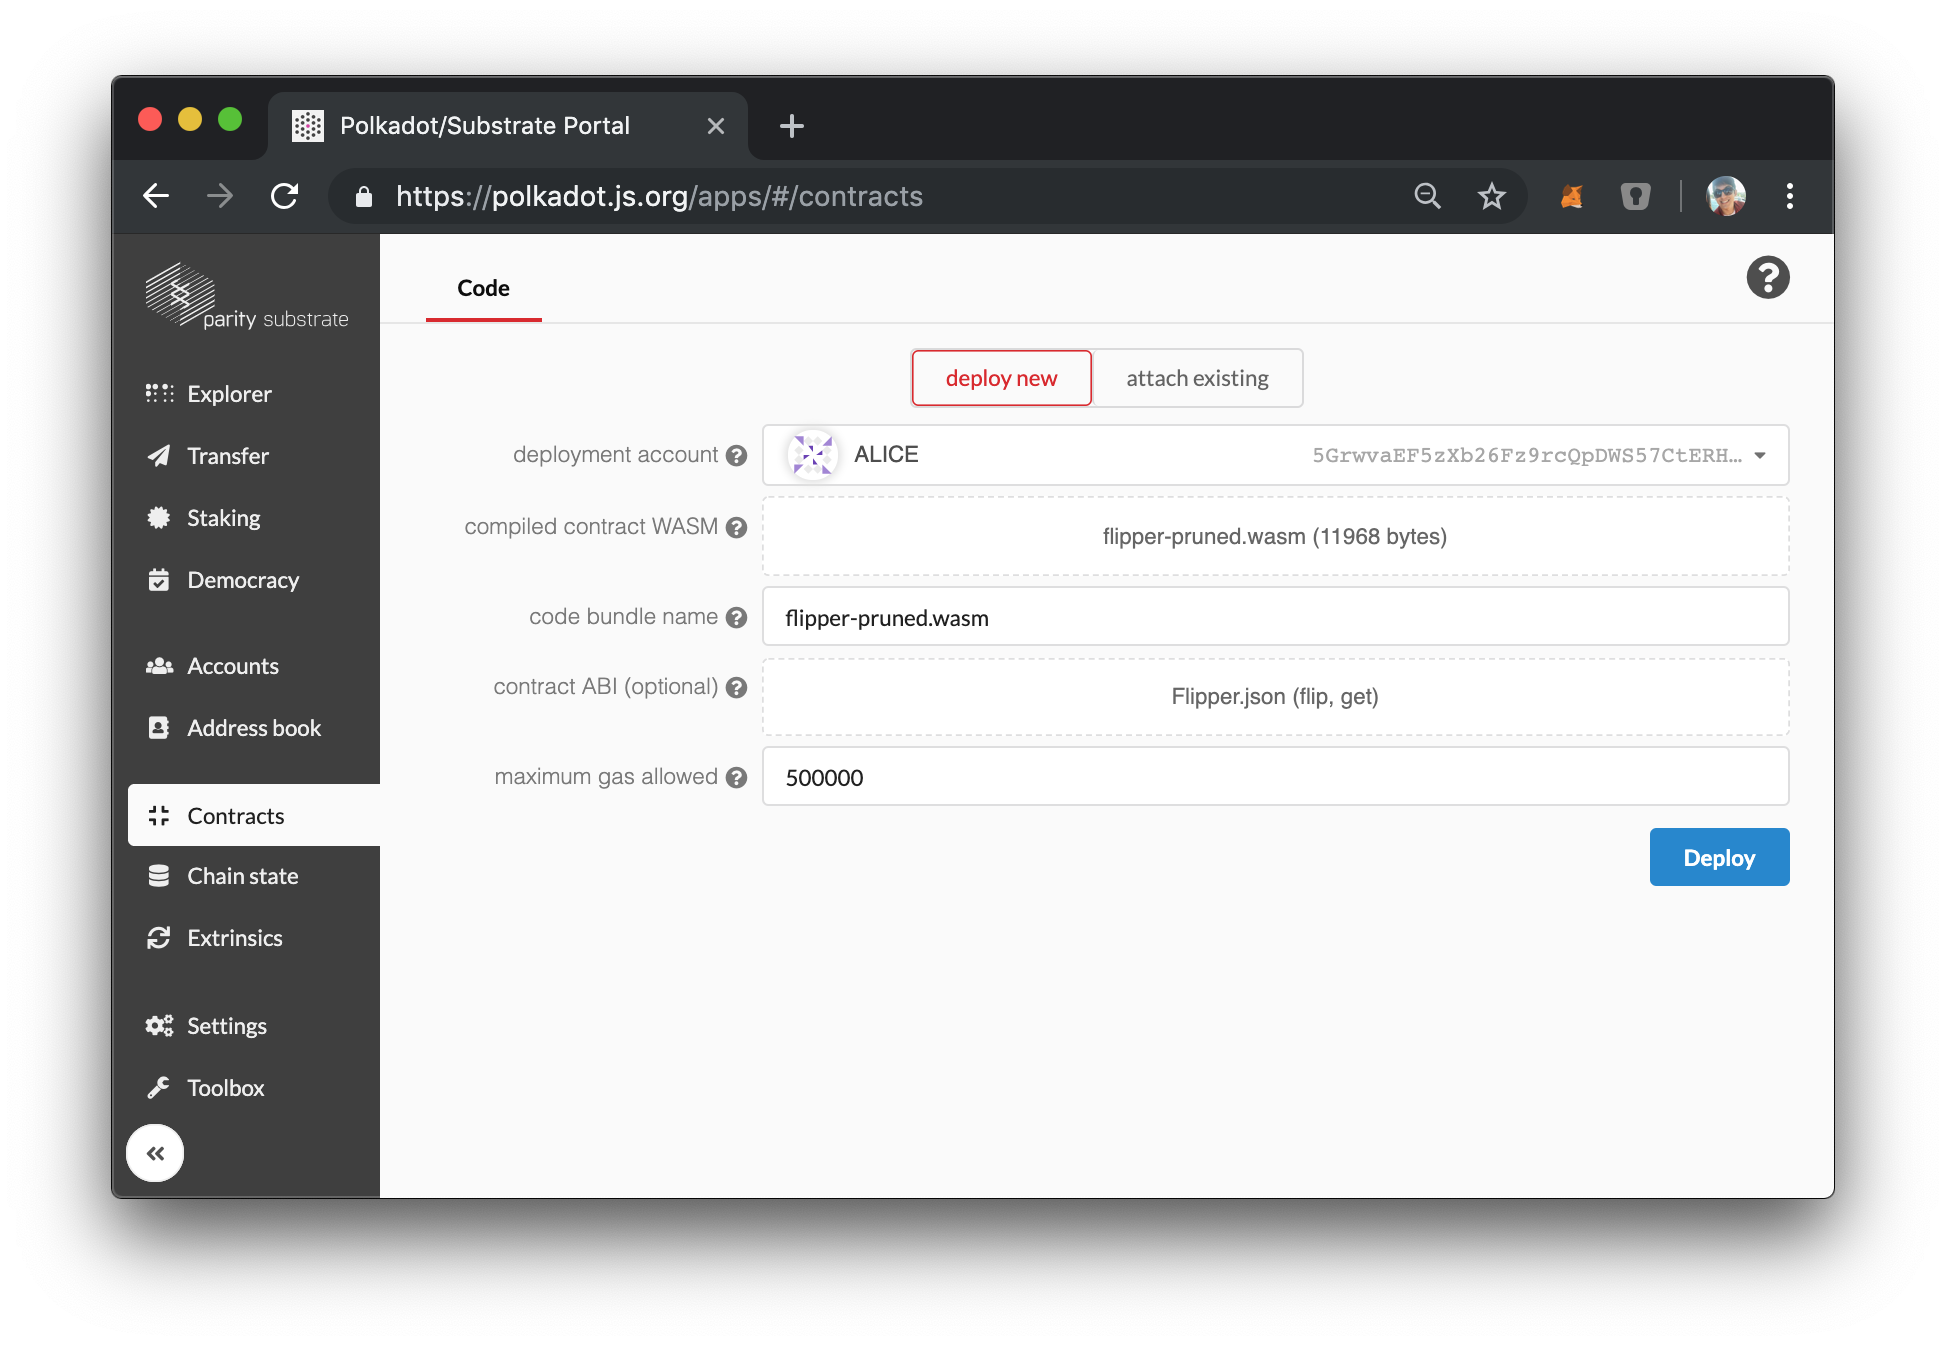 Polkadot/Substrate Portal
https://polkadot.js.org/apps/#/contracts
parity substrate
Explorer
Transfer
Staking
Democracy
Accounts
Address book
Contracts
Chain state
Extrinsics
Settings
Toolbox
Code
deploy new
attach existing
deployment account
ALICE
5GrwvaEF5zXb26Fz9rcQpDWS57CtERH…
compiled contract WASM
flipper-pruned.wasm (11968 bytes)
code bundle name
flipper-pruned.wasm
contract ABI (optional)
Flipper.json (flip, get)
maximum gas allowed
500000
Deploy